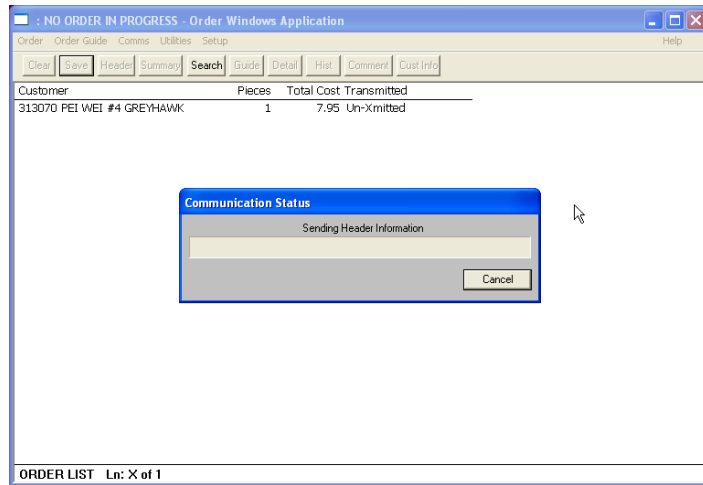 : NO ORDER IN PROGRESS - Order Windows Application
Order Order Guide Comms Utilities Setup Help
Clear Save Header Summary Search Guide Detail Hist Comment Cust Info
Customer Pieces Total Cost Transmitted
313070 PEI WEI #4 GREYHAWK 1 7.95 Un-Xmitted
Communication Status
Sending Header Information
Cancel
ORDER LIST Ln: X of 1